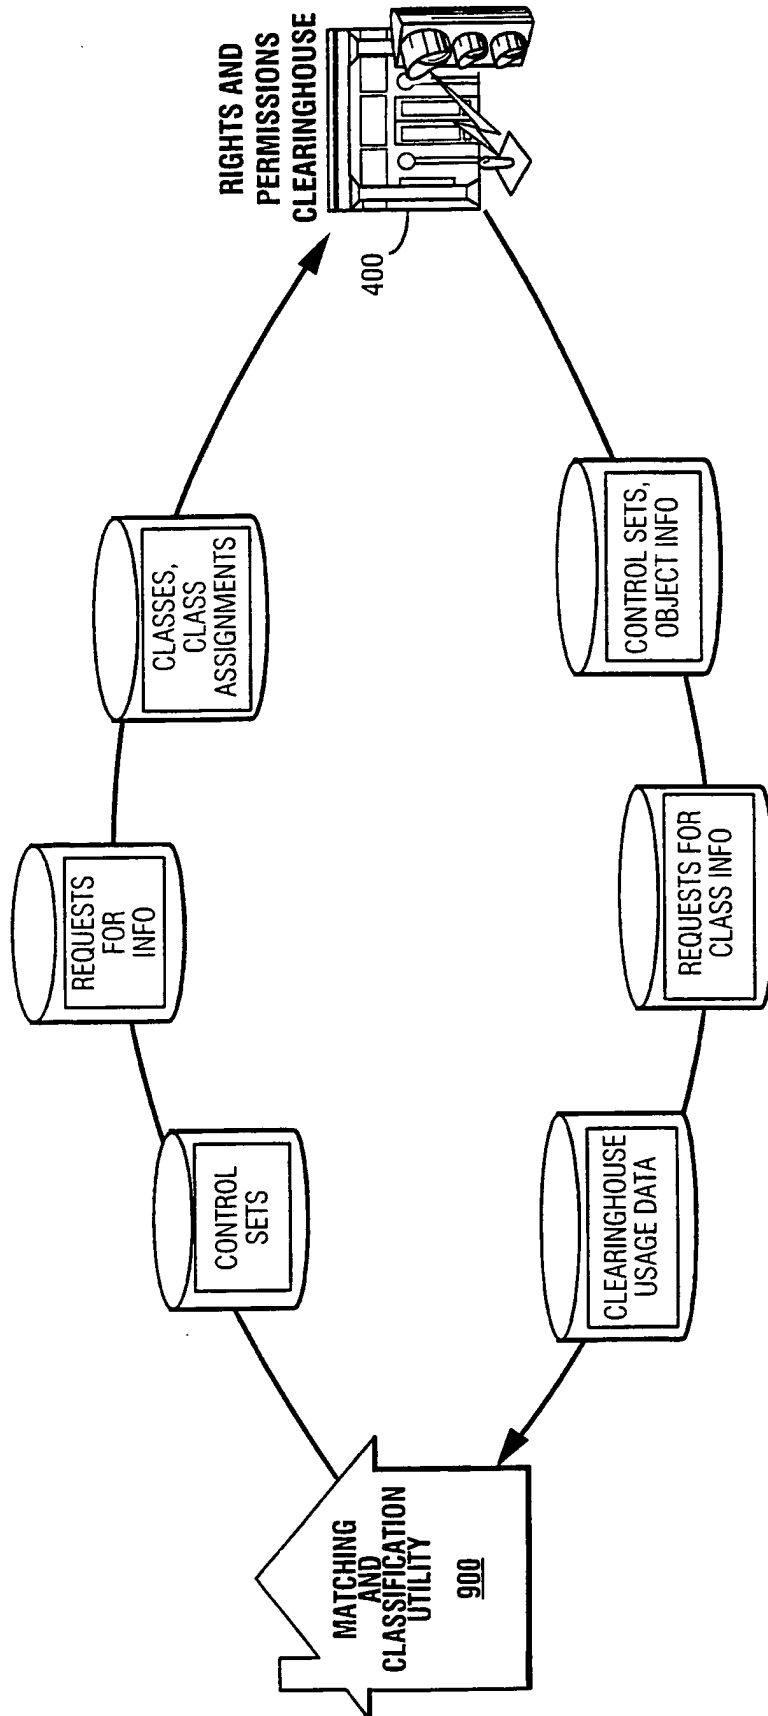 RIGHTS AND
PERMISSIONS
CLEARINGHOUSE
400
CLASSES,
CLASS
ASSIGNMENTS
REQUESTS
FOR
INFO
CONTROL
SETS
MATCHING
AND
CLASSIFICATION
UTILITY
900
CONTROL SETS,
OBJECT INFO
REQUESTS FOR
CLASS INFO
CLEARINGHOUSE
USAGE DATA